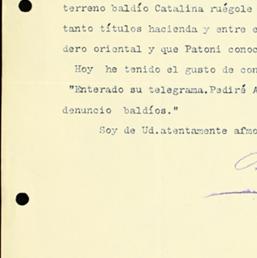 terreno baldío Catalina ruégole
tanto títulos hacienda y entre
dero oriental y que Patoni conoc
Hoy he tenido el gusto de con
"Enterado su telegrama.Pediré A
denuncio baldíos."
Soy de Ud.atentamente afmo